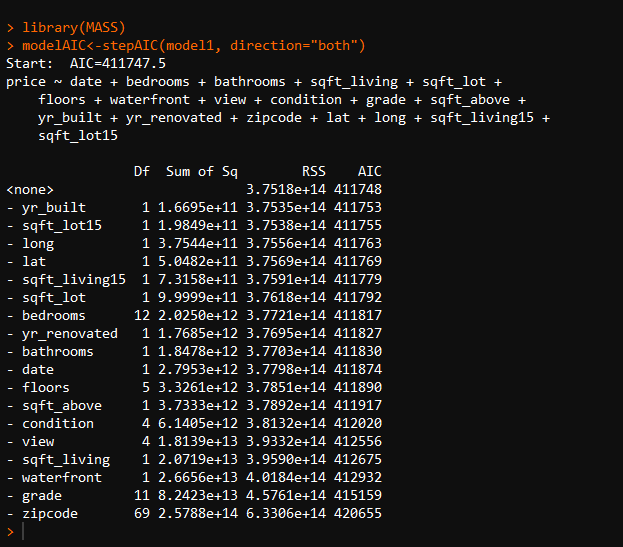 > library(MASS)
> modelAIC<-stepAIC(model1, direction="both")
Start:  AIC=411747.5
price ~ date + bedrooms + bathrooms + sqft_living + sqft_lot +
    floors + waterfront + view + condition + grade + sqft_above +
    yr_built + yr_renovated + zipcode + lat + long + sqft_living15 +
    sqft_lot15
                Df  Sum of Sq        RSS    AIC
<none>                       3.7518e+14 411748
- yr_built       1 1.6695e+11 3.7535e+14 411753
- sqft_lot15     1 1.9849e+11 3.7538e+14 411755
- long           1 3.7544e+11 3.7556e+14 411763
- lat            1 5.0482e+11 3.7569e+14 411769
- sqft_living15  1 7.3158e+11 3.7591e+14 411779
- sqft_lot       1 9.9999e+11 3.7618e+14 411792
- bedrooms      12 2.0250e+12 3.7721e+14 411817
- yr_renovated   1 1.7685e+12 3.7695e+14 411827
- bathrooms      1 1.8478e+12 3.7703e+14 411830
- date           1 2.7953e+12 3.7798e+14 411874
- floors         5 3.3261e+12 3.7851e+14 411890
- sqft_above     1 3.7333e+12 3.7892e+14 411917
- condition      4 6.1405e+12 3.8132e+14 412020
- view           4 1.8139e+13 3.9332e+14 412556
- sqft_living    1 2.0719e+13 3.9590e+14 412675
- waterfront     1 2.6656e+13 4.0184e+14 412932
- grade         11 8.2423e+13 4.5761e+14 415159
- zipcode       69 2.5788e+14 6.3306e+14 420655
>